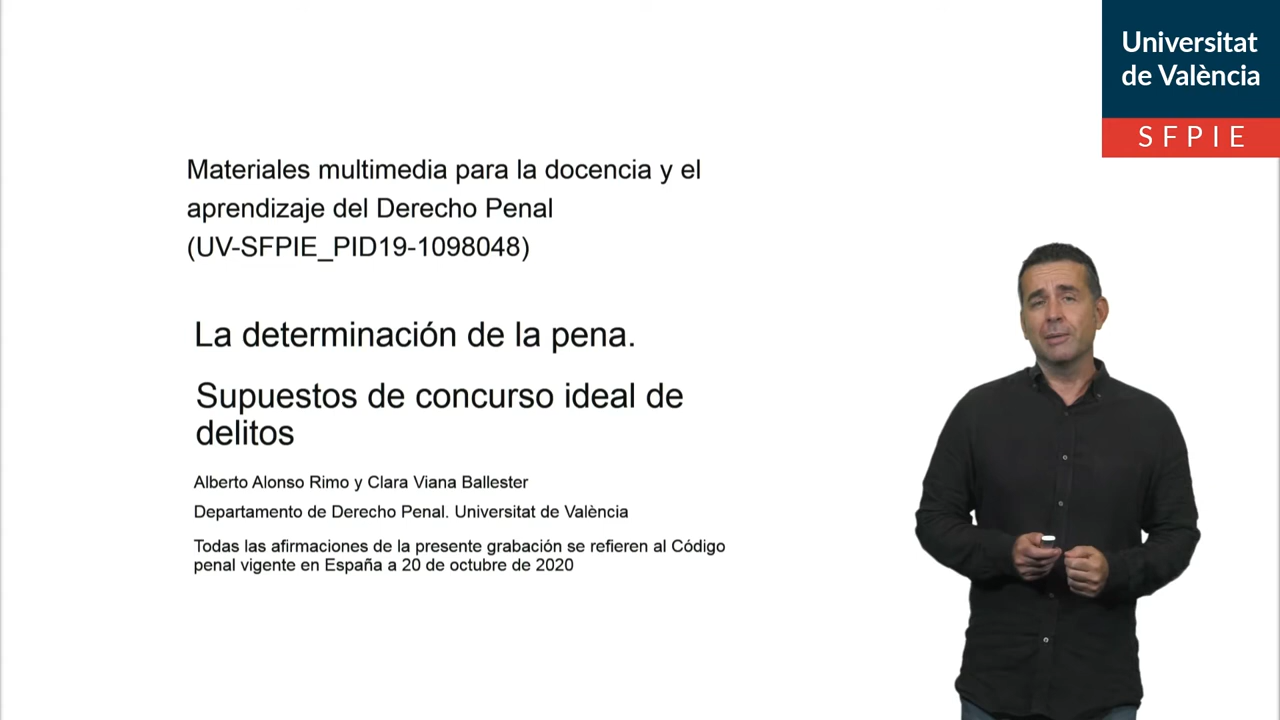 Universitat
de València
SFPIE
Materiales multimedia para la docencia y el
aprendizaje del Derecho Penal
(UV-SFPIE_PID19-1098048)
La determinación de la pena.
Supuestos de concurso ideal de
delitos
Alberto Alonso Rimo y Clara Viana Ballester
Departamento de Derecho Penal. Universitat de València
Todas las afirmaciones de la presente grabación se refieren al Código
penal vigente en España a 20 de octubre de 2020